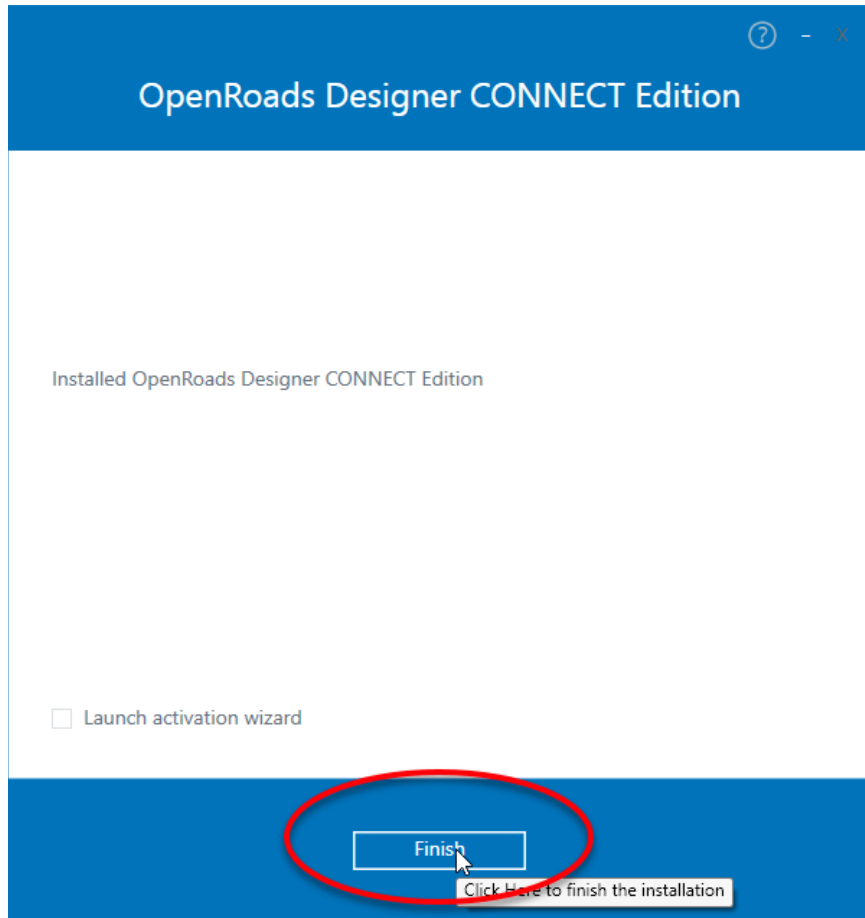 ? – X
OpenRoads Designer CONNECT Edition
Installed OpenRoads Designer CONNECT Edition
Launch activation wizard
Finish
Click Here to finish the installation